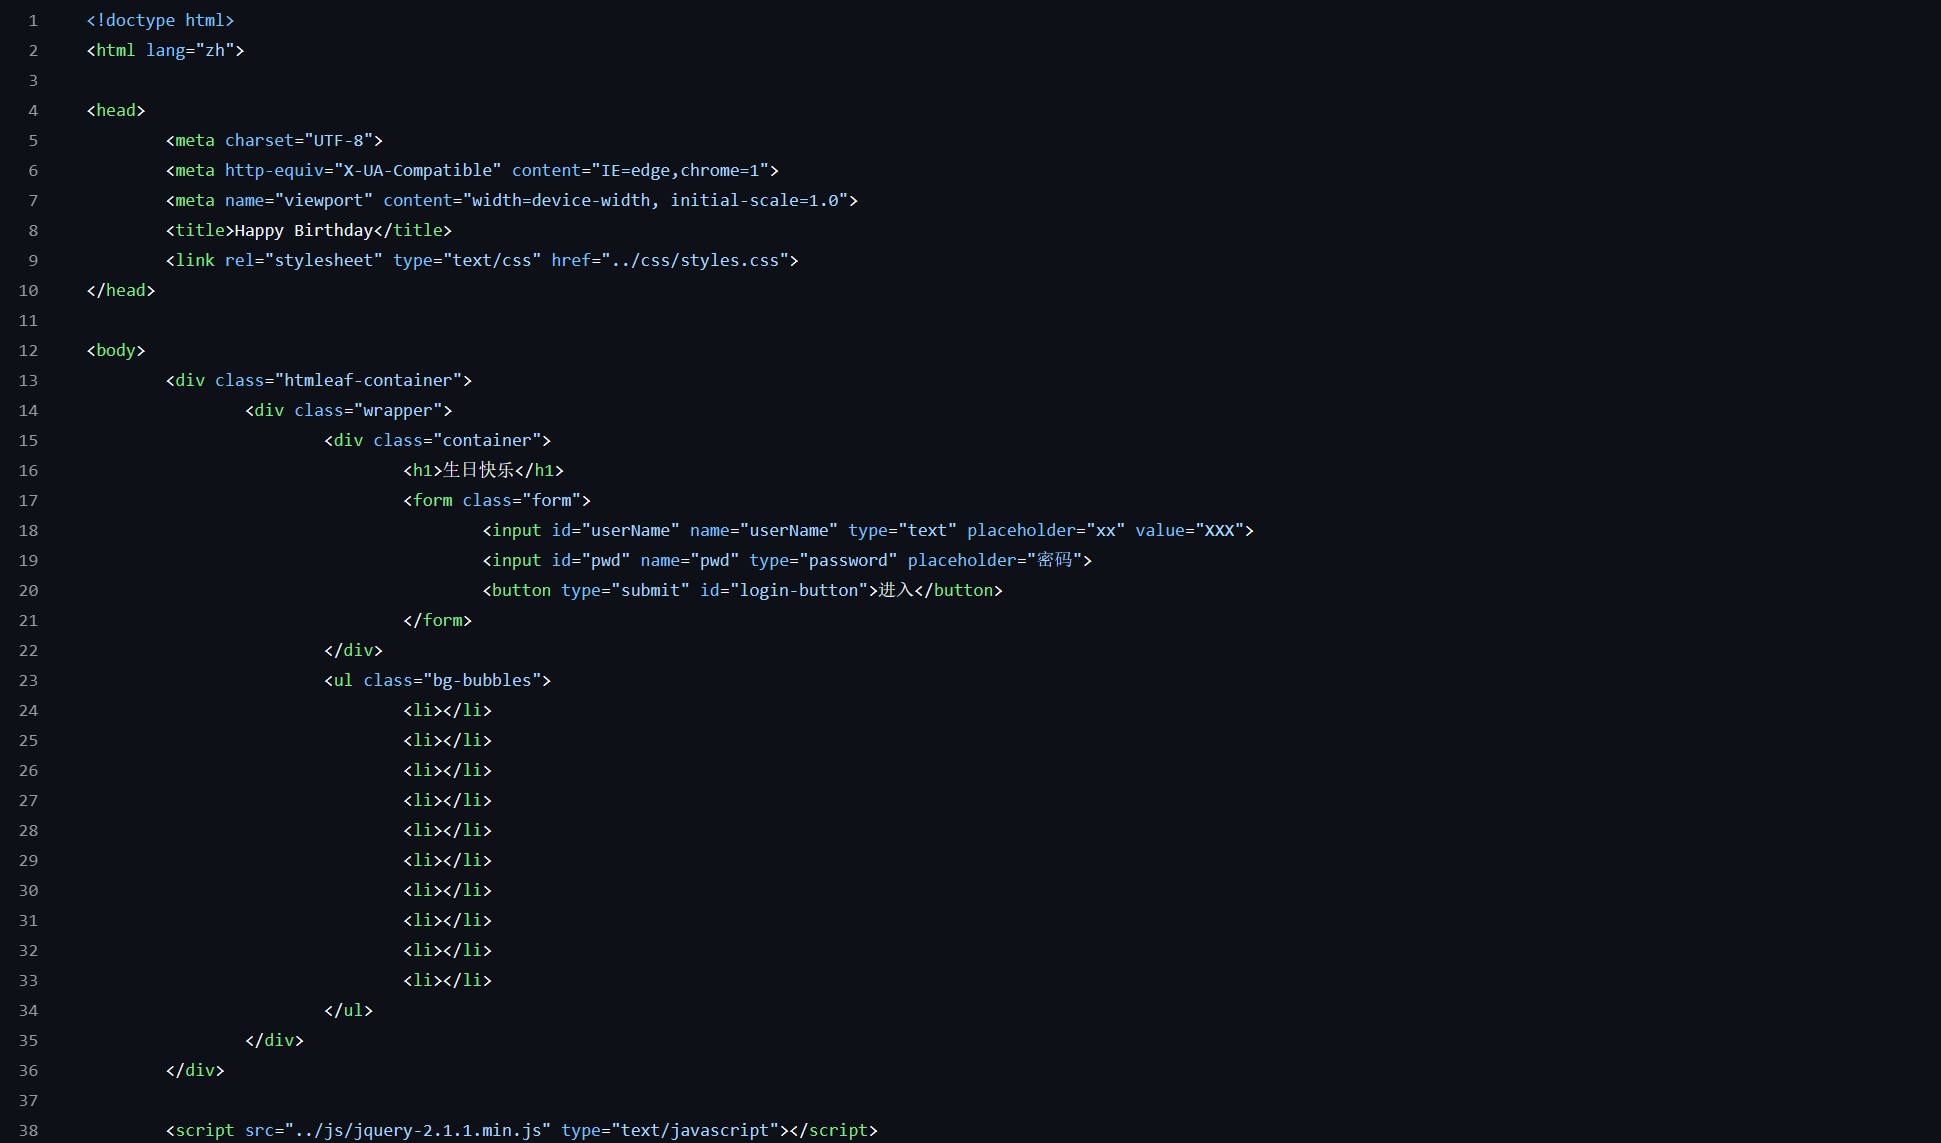 1 <!doctype html>
2 <html lang="zh">
3
4 <head>
5 <meta charset="UTF-8">
6 <meta http-equiv="X-UA-Compatible" content="IE=edge,chrome=1">
7 <meta name="viewport" content="width=device-width, initial-scale=1.0">
8 <title>Happy Birthday</title>
9 <link rel="stylesheet" type="text/css" href="../css/styles.css">
10 </head>
11
12 <body>
13 <div class="htmleaf-container">
14 <div class="wrapper">
15 <div class="container">
16 <h1>生日快乐</h1>
17 <form class="form">
18 <input id="userName" name="userName" type="text" placeholder="xx" value="XXX">
19 <input id="pwd" name="pwd" type="password" placeholder="密码">
20 <button type="submit" id="login-button">进入</button>
21 </form>
22 </div>
23 <ul class="bg-bubbles">
24 <li></li>
25 <li></li>
26 <li></li>
27 <li></li>
28 <li></li>
29 <li></li>
30 <li></li>
31 <li></li>
32 <li></li>
33 <li></li>
34 </ul>
35 </div>
36 </div>
37
38 <script src="../js/jquery-2.1.1.min.js" type="text/javascript"></script>